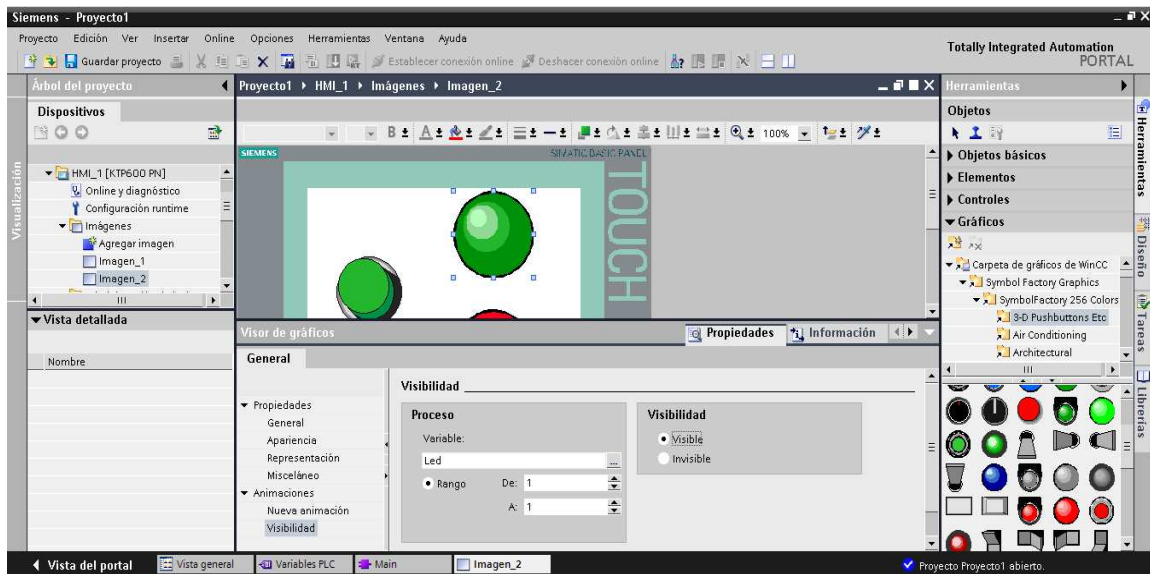 Siemens - Proyecto1
Proyecto Edición Ver Insertar Online Opciones Herramientas Ventana Ayuda
Totally Integrated Automation
PORTAL
Guardar proyecto Establecer conexión online Deshacer conexión online
Árbol del proyecto
Proyecto1 HMI_1 Imágenes Imagen_2
Herramientas
Dispositivos
Objetos
100%
SIEMENS
SIMATIC BASIC PANEL
TOUCH
Visualización
HMI_1 [KTP600 PN]
Online y diagnóstico
Configuración runtime
Imágenes
Agregar imagen
Imagen_1
Imagen_2
Objetos básicos
Elementos
Controles
Gráficos
Carpeta de gráficos de WinCC
Symbol Factory Graphics
SymbolFactory 256 Colors
3-D Pushbuttons Etc
Air Conditioning
Architectural
Herramientas
Diseño
Tareas
Librerías
Vista detallada
Nombre
Visor de gráficos
Propiedades
Información
General
Propiedades
General
Apariencia
Representación
Misceláneo
Animaciones
Nueva animación
Visibilidad
Visibilidad
Proceso
Variable:
Led
...
Rango De: 1
A: 1
Visibilidad
Visible
Invisible
Vista del portal
Vista general
Variables PLC
Main
Imagen_2
Proyecto Proyecto1 abierto.